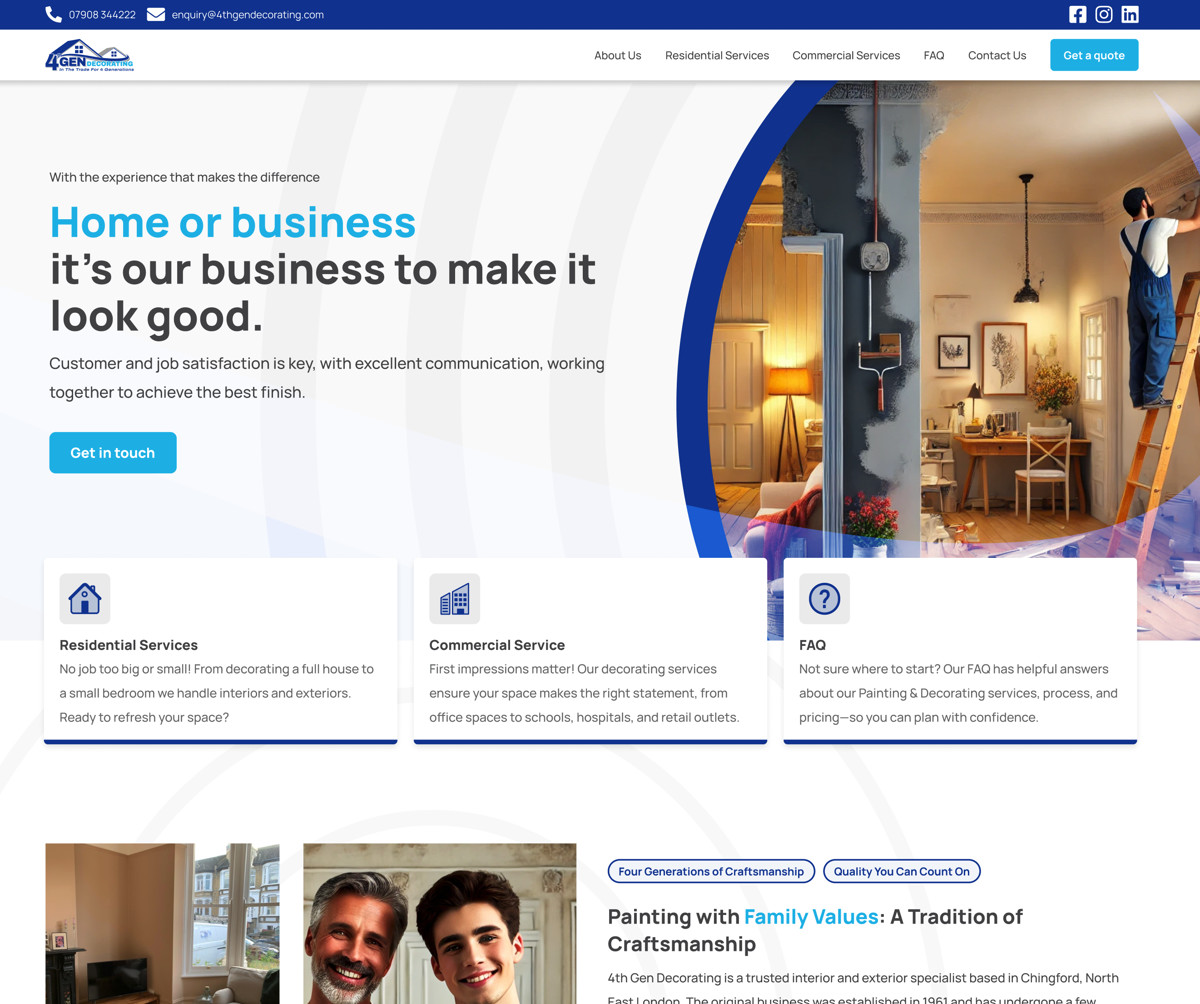 07908 344222 enquiry@4thgendecorating.com
4GEN DECORATING
In The Trade For 4 Generations
About Us Residential Services Commercial Services FAQ Contact Us Get a quote
With the experience that makes the difference
Home or business
it's our business to make it
look good.
Customer and job satisfaction is key, with excellent communication, working
together to achieve the best finish.
Get in touch
Residential Services
No job too big or small! From decorating a full house to
a small bedroom we handle interiors and exteriors.
Ready to refresh your space?
Commercial Service
First impressions matter! Our decorating services
ensure your space makes the right statement, from
office spaces to schools, hospitals, and retail outlets.
FAQ
Not sure where to start? Our FAQ has helpful answers
about our Painting & Decorating services, process, and
pricing—so you can plan with confidence.
Four Generations of Craftsmanship Quality You Can Count On
Painting with Family Values: A Tradition of
Craftsmanship
4th Gen Decorating is a trusted interior and exterior specialist based in Chingford, North
East London. The original business was established in 1961 and has undergone a few